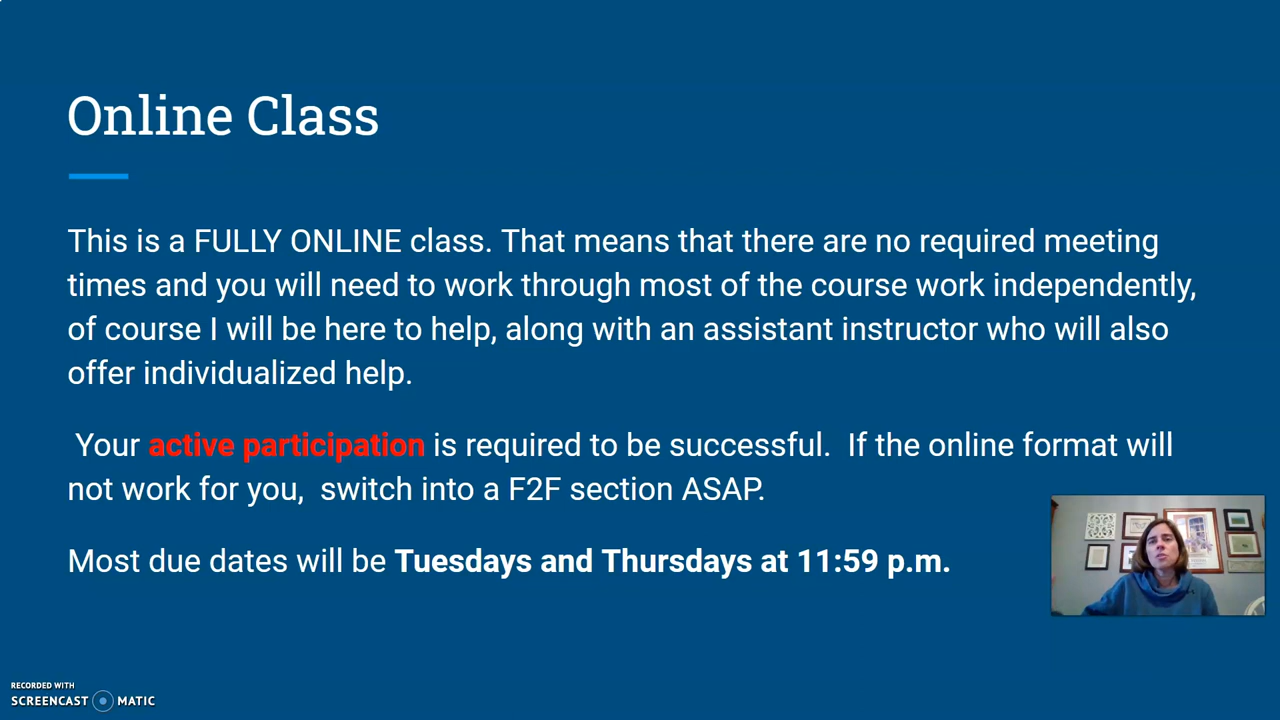 Online Class
This is a FULLY ONLINE class. That means that there are no required meeting
times and you will need to work through most of the course work independently,
of course I will be here to help, along with an assistant instructor who will also
offer individualized help.
Your active participation is required to be successful.  If the online format will
not work for you,  switch into a F2F section ASAP.
Most due dates will be Tuesdays and Thursdays at 11:59 p.m.
RECORDED WITH
SCREENCAST MATIC